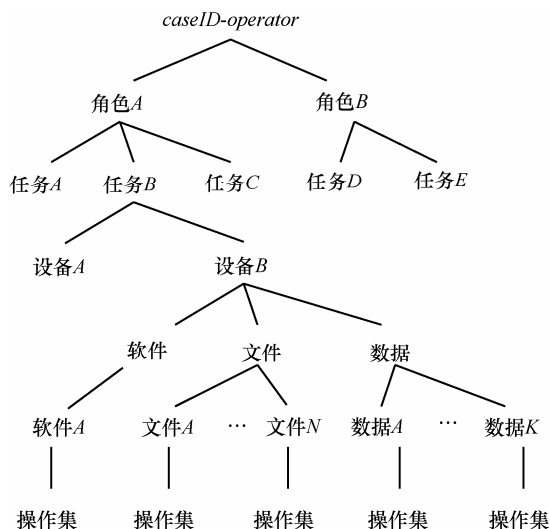 caseID-operator
角色A 角色B
任务A 任务B 任务C 任务D 任务E
设备A 设备B
软件 文件 数据
软件A 文件A … 文件N 数据A … 数据K
操作集 操作集 操作集 操作集 操作集